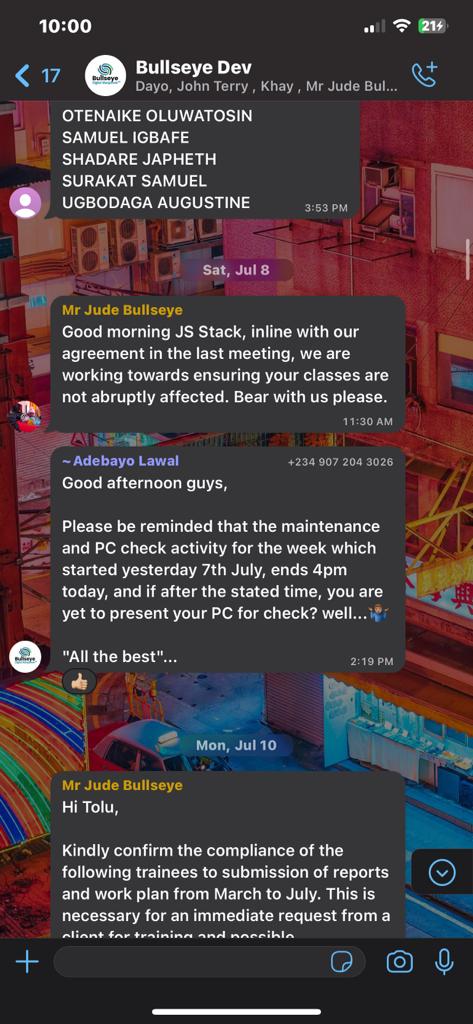 10:00
21
17
Bullseye Dev
Dayo, John Terry , Khay , Mr Jude Bul...
OTENAIKE OLUWATOSIN
SAMUEL IGBAFE
SHADARE JAPHETH
SURAKAT SAMUEL
UGBODAGA AUGUSTINE
3:53 PM
Sat, Jul 8
Mr Jude Bullseye
Good morning JS Stack, inline with our
agreement in the last meeting, we are
working towards ensuring your classes are
not abruptly affected. Bear with us please.
11:30 AM
~Adebayo Lawal +234 907 204 3026
Good afternoon guys,
Please be reminded that the maintenance
and PC check activity for the week which
started yesterday 7th July, ends 4pm
today, and if after the stated time, you are
yet to present your PC for check? well...🤷🏽‍♂️
"All the best"...
2:19 PM
Mon, Jul 10
Mr Jude Bullseye
Hi Tolu,
Kindly confirm the compliance of the
following trainees to submission of reports
and work plan from March to July. This is
necessary for an immediate request from a
client for training and possible